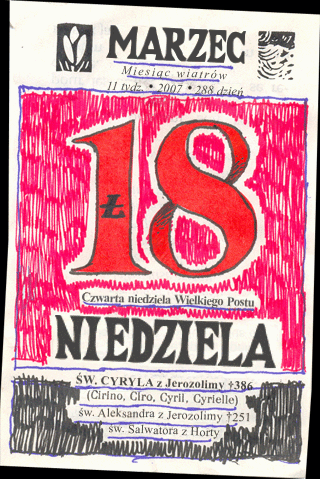 MARZEC
Miesiąc wiatrów
11 tydz. • 2007 • 288 dzień
18
Ł
Czwarta niedziela Wielkiego Postu
NIEDZIELA
ŚW. CYRYLA z Jerozolimy †386
(Cirino, Ciro, Cyril, Cyrielle)
św. Aleksandra z Jerozolimy †251
św. Salwatora z Horty